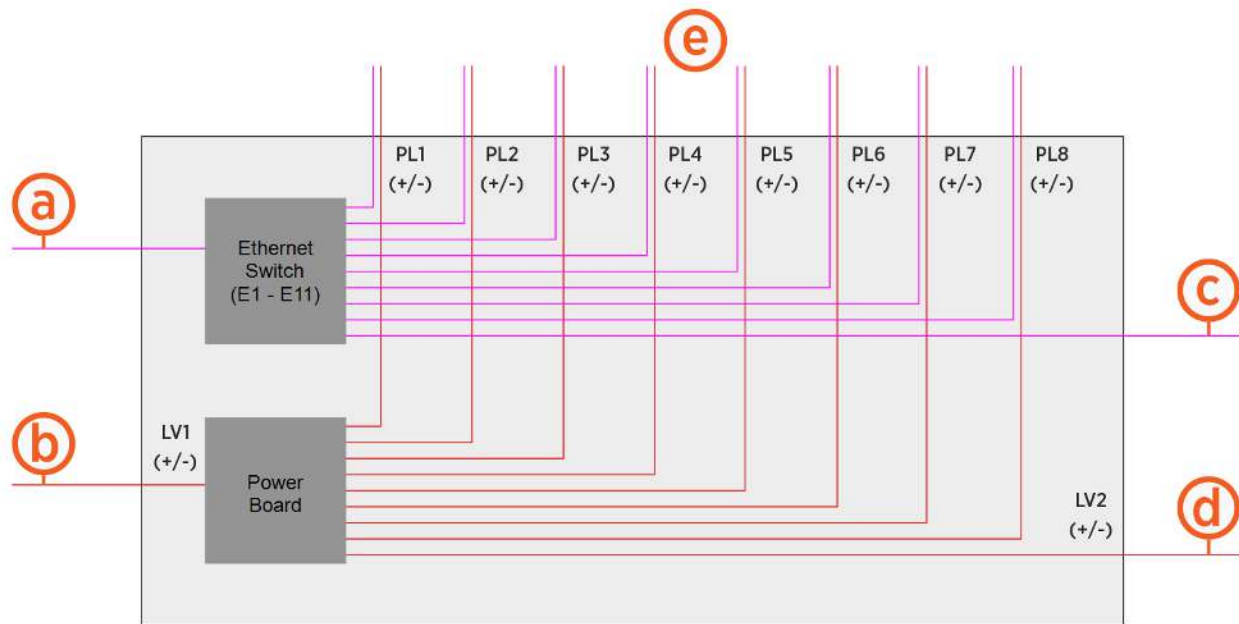 e
PL1 PL2 PL3 PL4 PL5 PL6 PL7 PL8
(+/-) (+/-) (+/-) (+/-) (+/-) (+/-) (+/-) (+/-)
a
Ethernet
Switch
(E1 - E11)
c
b
LV1
(+/-)
Power
Board
LV2
(+/-)
d